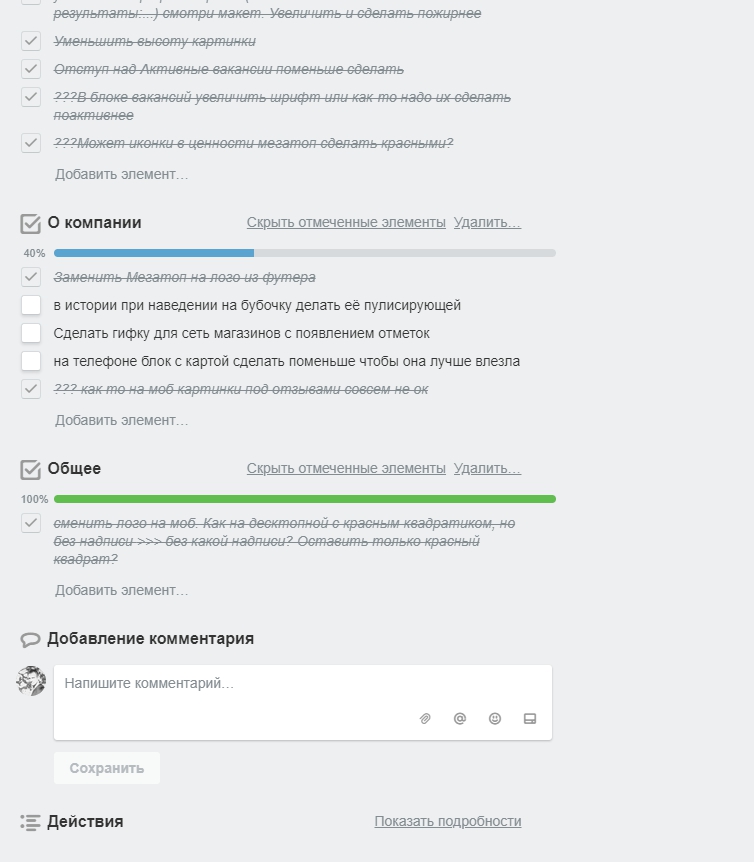 результаты:...) смотри макет. Увеличить и сделать пожирнее
Уменьшить высоту картинки
Отступ над Активные вакансии поменьше сделать
???В блоке вакансий увеличить шрифт или как то надо их сделать
поактивнее
???Может иконки в ценности мегатоп сделать красными?
Добавить элемент…
О компании Скрыть отмеченные элементы Удалить…
40%
Заменить Мегатоп на лого из футера
в истории при наведении на бубочку делать её пулисирующей
Сделать гифку для сеть магазинов с появлением отметок
на телефоне блок с картой сделать поменьше чтобы она лучше влезла
??? как то на моб картинки под отзывами совсем не ок
Добавить элемент…
Общее Скрыть отмеченные элементы Удалить…
100%
сменить лого на моб. Как на десктопной с красным квадратиком, но
без надписи >>> без какой надписи? Оставить только красный
квадрат?
Добавить элемент…
Добавление комментария
Напишите комментарий…
Сохранить
Действия Показать подробности